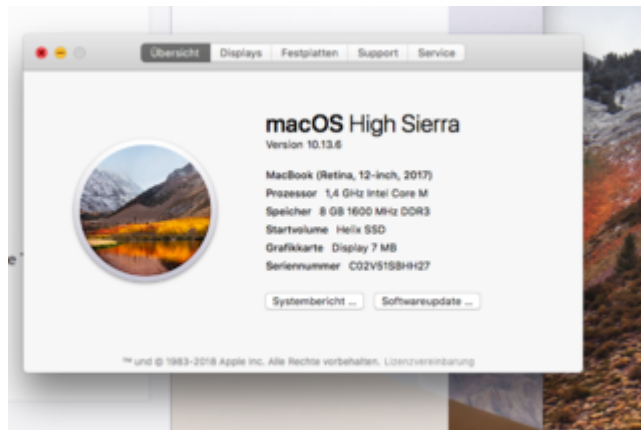 Übersicht Displays Festplatten Support Service
macOS High Sierra
Version 10.13.6
MacBook (Retina, 12-inch, 2017)
Prozessor 1,4 GHz Intel Core M
Speicher 8 GB 1600 MHz DDR3
Startvolume Helix SSD
Grafikkarte Display 7 MB
Seriennummer
Systembericht ... Softwareupdate ...
™ und © 1983-2018 Apple Inc. Alle Rechte vorbehalten. Lizenzvereinbarung